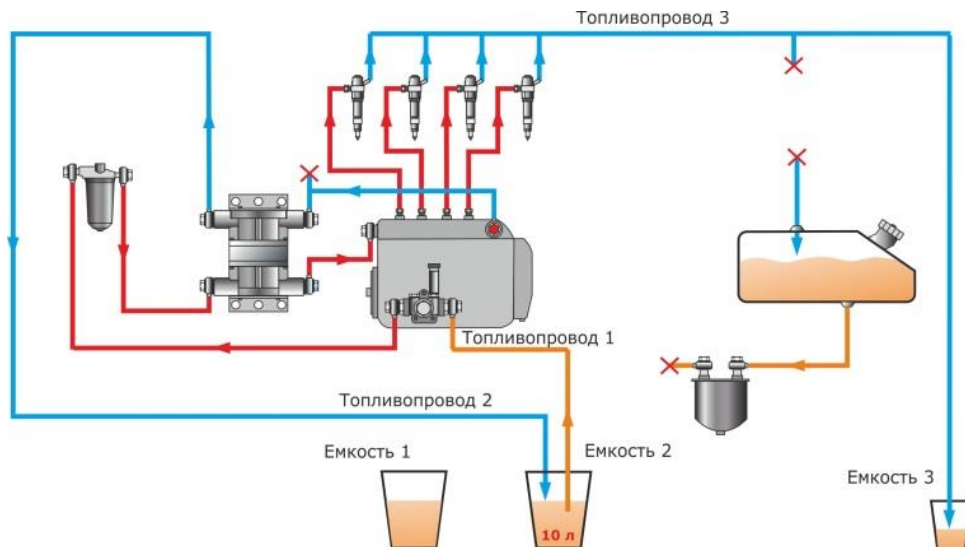 Топливопровод 3
Топливопровод 1
Топливопровод 2
Емкость 1
Емкость 2
Емкость 3
10 л